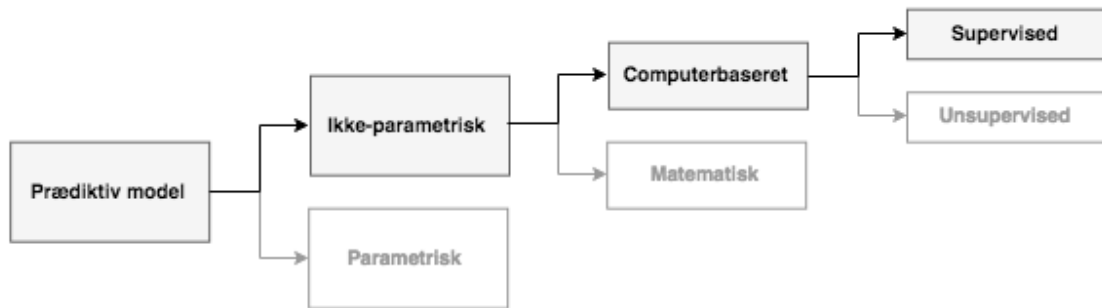 Prædiktiv model
Ikke-parametrisk
Parametrisk
Computerbaseret
Matematisk
Supervised
Unsupervised